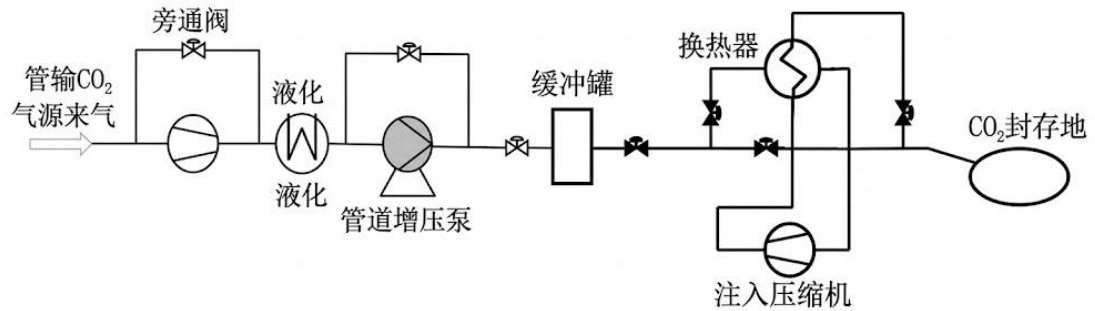 旁通阀
管输CO₂
气源来气
液化
液化
管道增压泵
缓冲罐
换热器
注入压缩机
CO₂封存地